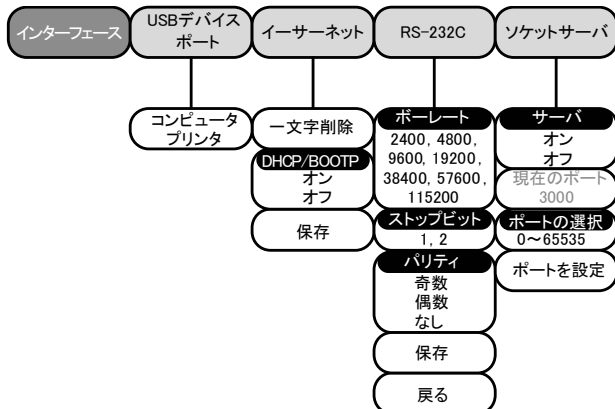 インターフェース
USBデバイス
ポート
イーサーネット
RS-232C
ソケットサーバ
コンピュータ
プリンタ
一文字削除
DHCP/BOOTP
オン
オフ
保存
ボーレート
2400, 4800,
9600, 19200,
38400, 57600,
115200
ストップビット
1, 2
パリティ
奇数
偶数
なし
保存
戻る
サーバ
オン
オフ
現在のポート
3000
ポートの選択
0～65535
ポートを設定